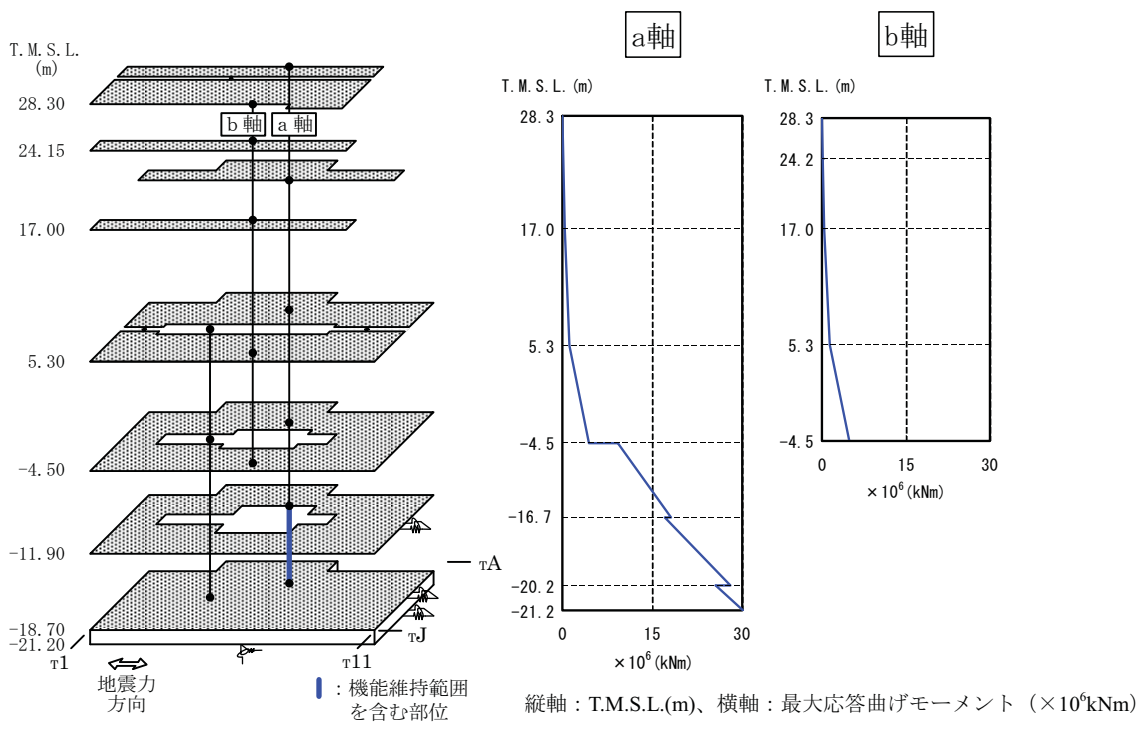 T.M.S.L.
(m)
28.30
24.15
17.00
5.30
-4.50
-11.90
-18.70
-21.20
b 軸
a 軸
TA
TJ
T1
T11
地震力
方向
：機能維持範囲
を含む部位
a軸
T.M.S.L.(m)
28.3
17.0
5.3
-4.5
-16.7
-20.2
-21.2
0 15 30
×10⁶(kNm)
b軸
T.M.S.L.(m)
28.3
24.2
17.0
5.3
-4.5
0 15 30
×10⁶(kNm)
縦軸：T.M.S.L.(m)、横軸：最大応答曲げモーメント（×10⁶kNm）